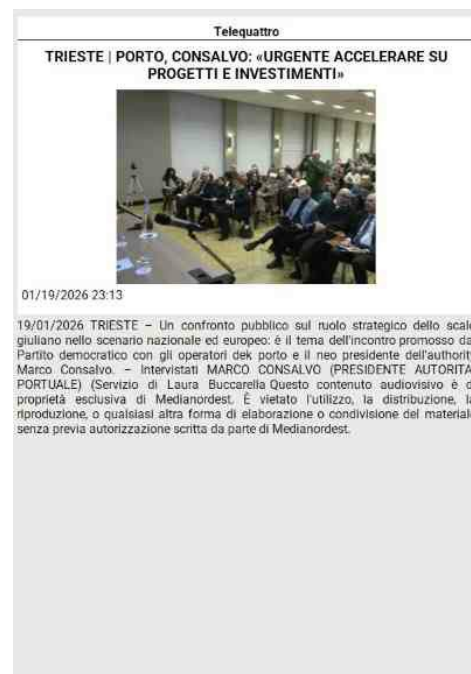 Telequattro
TRIESTE | PORTO, CONSALVO: «URGENTE ACCELERARE SU
PROGETTI E INVESTIMENTI»
01/19/2026 23:13
19/01/2026 TRIESTE – Un confronto pubblico sul ruolo strategico dello scal
giuliano nello scenario nazionale ed europeo: è il tema dell'incontro promosso da
Partito democratico con gli operatori dek porto e il neo presidente dell'authorit
Marco Consalvo. – Intervistati MARCO CONSALVO (PRESIDENTE AUTORITA
PORTUALE) (Servizio di Laura Buccarella Questo contenuto audiovisivo è d
proprietà esclusiva di Medianordest. È vietato l'utilizzo, la distribuzione, la
riproduzione, o qualsiasi altra forma di elaborazione o condivisione del material
senza previa autorizzazione scritta da parte di Medianordest.